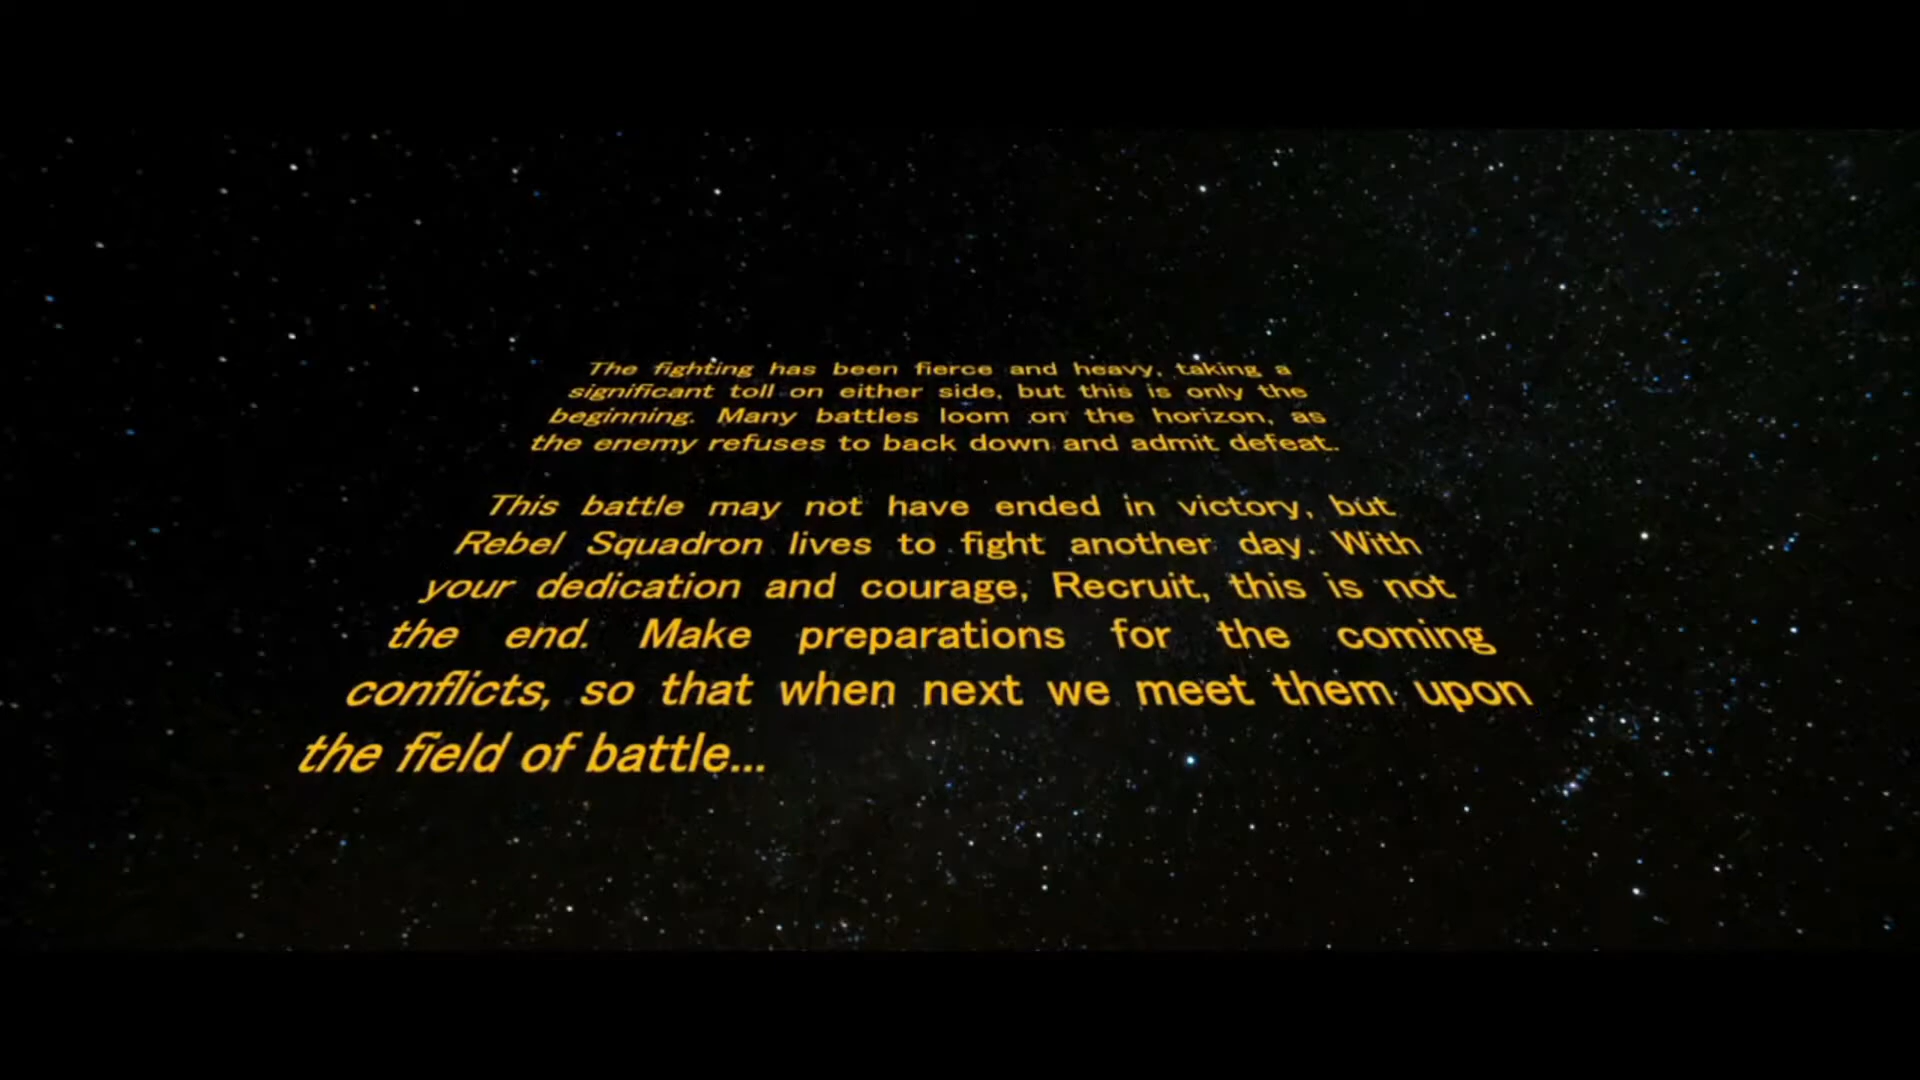 The fighting has been fierce and heavy, taking a
significant toll on either side, but this is only the
beginning. Many battles loom on the horizon, as
the enemy refuses to back down and admit defeat.
This battle may not have ended in victory, but
Rebel Squadron lives to fight another day. With
your dedication and courage, Recruit, this is not
the end. Make preparations for the coming
conflicts, so that when next we meet them upon
the field of battle...